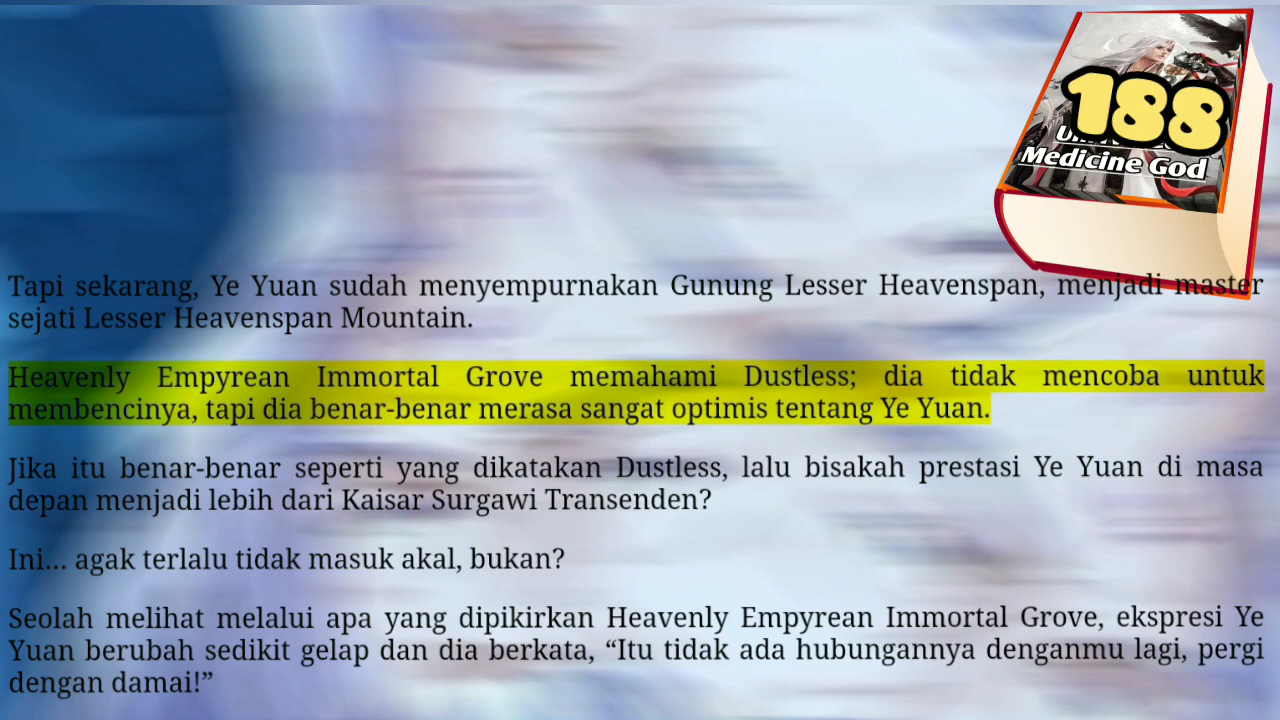 188
Medicine God
Tapi sekarang, Ye Yuan sudah menyempurnakan Gunung Lesser Heavenspan, menjadi master
sejati Lesser Heavenspan Mountain.
Heavenly Empyrean Immortal Grove memahami Dustless; dia tidak mencoba untuk
membencinya, tapi dia benar-benar merasa sangat optimis tentang Ye Yuan.
Jika itu benar-benar seperti yang dikatakan Dustless, lalu bisakah prestasi Ye Yuan di masa
depan menjadi lebih dari Kaisar Surgawi Transenden?
Ini... agak terlalu tidak masuk akal, bukan?
Seolah melihat melalui apa yang dipikirkan Heavenly Empyrean Immortal Grove, ekspresi Ye
Yuan berubah sedikit gelap dan dia berkata, “Itu tidak ada hubungannya denganmu lagi, pergi
dengan damai!”